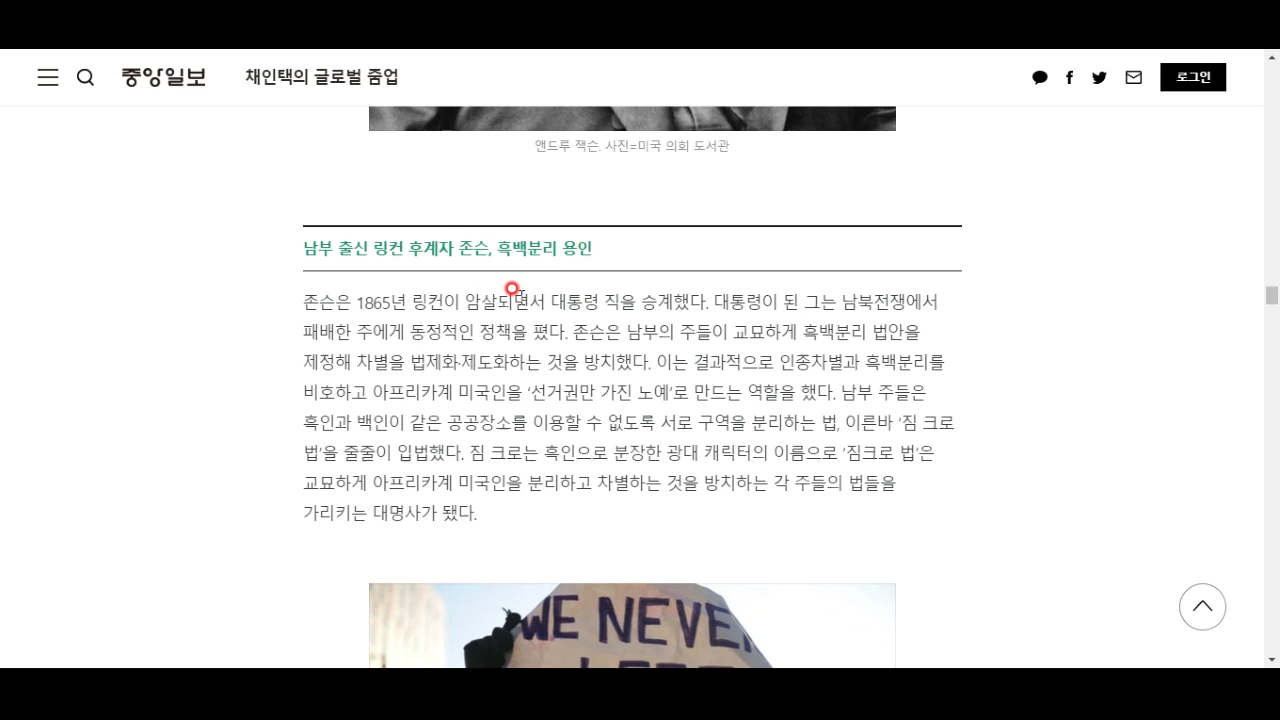 중앙일보
채인택의 글로벌 줌업
로그인
앤드루 잭슨. 사진=미국 의회 도서관
남부 출신 링컨 후계자 존슨, 흑백분리 용인
존슨은 1865년 링컨이 암살되면서 대통령 직을 승계했다. 대통령이 된 그는 남북전쟁에서
패배한 주에게 동정적인 정책을 폈다. 존슨은 남부의 주들이 교묘하게 흑백분리 법안을
제정해 차별을 법제화·제도화하는 것을 방치했다. 이는 결과적으로 인종차별과 흑백분리를
비호하고 아프리카계 미국인을 ‘선거권만 가진 노예’로 만드는 역할을 했다. 남부 주들은
흑인과 백인이 같은 공공장소를 이용할 수 없도록 서로 구역을 분리하는 법, 이른바 ‘짐 크로
법’을 줄줄이 입법했다. 짐 크로는 흑인으로 분장한 광대 캐릭터의 이름으로 ’짐크로 법’은
교묘하게 아프리카계 미국인을 분리하고 차별하는 것을 방치하는 각 주들의 법들을
가리키는 대명사가 됐다.
WE NEVER